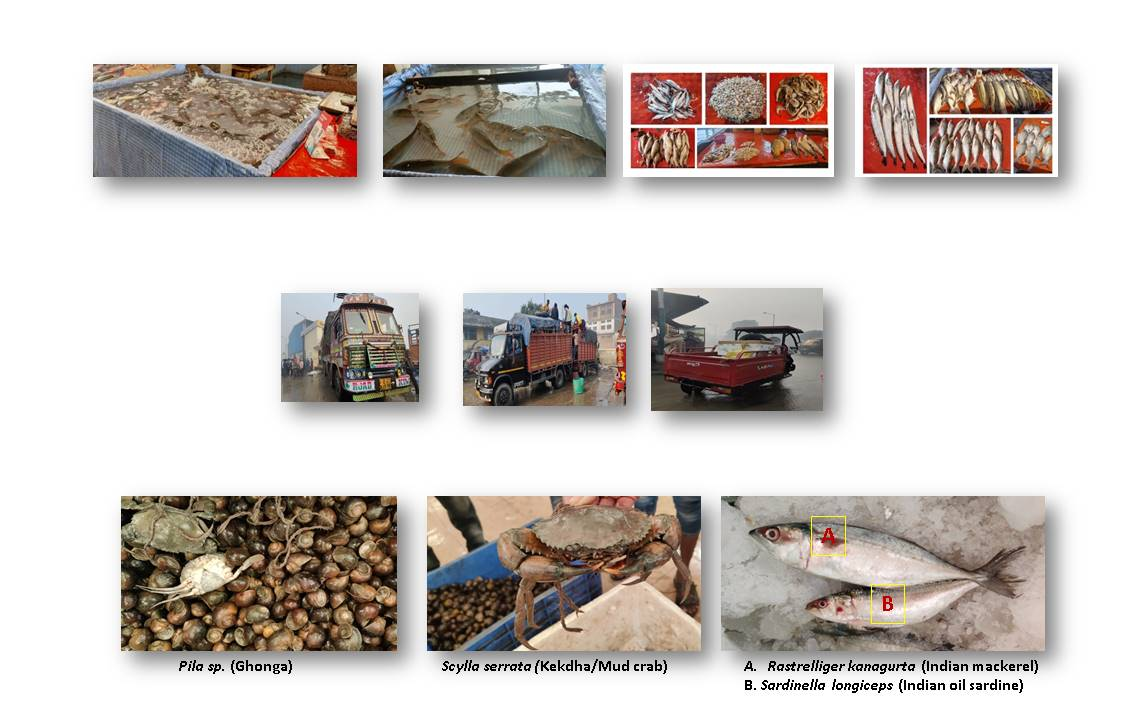 A
B
Pila sp. (Ghonga)
Scylla serrata (Kekdha/Mud crab)
A. Rastrelliger kanagurta (Indian mackerel)
B. Sardinella longiceps (Indian oil sardine)